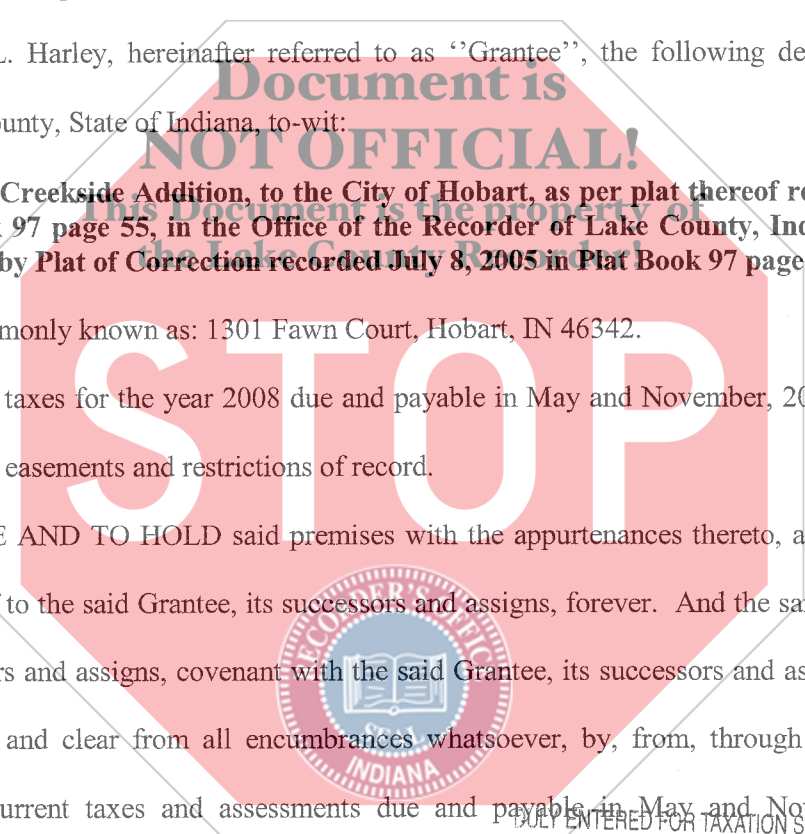 L. Harley, hereinafter referred to as ‘’Grantee’’, the following de
Document is
ounty, State of Indiana, to-wit:
NOT OFFICIAL!
Creekside Addition, to the City of Hobart, as per plat thereof re
This Document is the property of
97 page 55, in the Office of the Recorder of Lake County, Ind
the Lake County Recorder!
by Plat of Correction recorded July 8, 2005 in Plat Book 97 page
monly known as: 1301 Fawn Court, Hobart, IN 46342.
STOP
taxes for the year 2008 due and payable in May and November, 20
easements and restrictions of record.
E AND TO HOLD said premises with the appurtenances thereto, a
to the said Grantee, its successors and assigns, forever. And the sa
RECORDER'S OFFICE
rs and assigns, covenant with the said Grantee, its successors and as
SEAL
and clear from all encumbrances whatsoever, by, from, through
INDIANA
urrent taxes and assessments due and payable in May and Nov
DULY ENTERED FOR TAXATION S